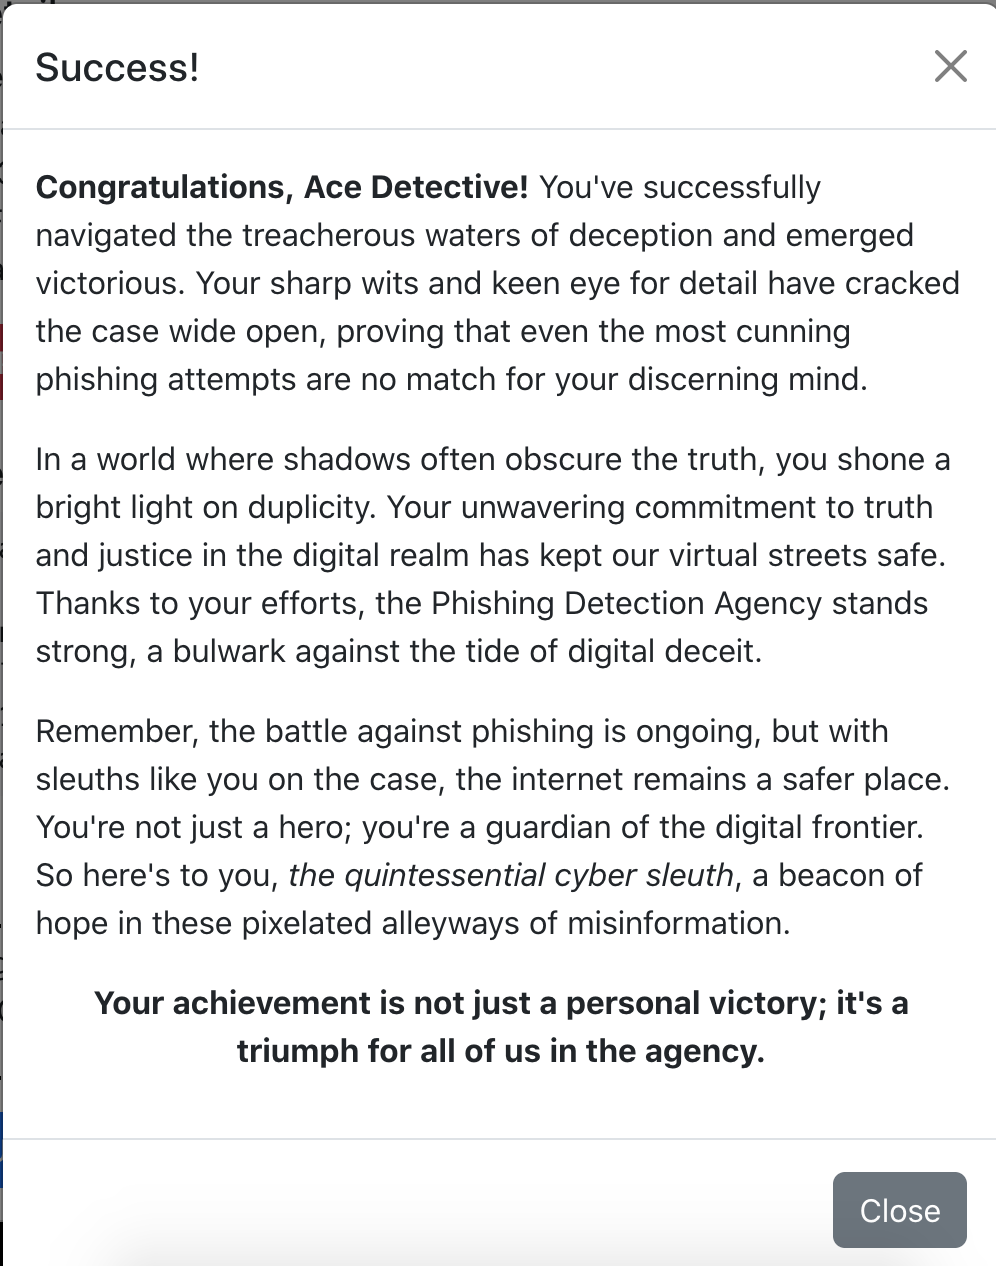 Success!
Congratulations, Ace Detective! You've successfully
navigated the treacherous waters of deception and emerged
victorious. Your sharp wits and keen eye for detail have cracked
the case wide open, proving that even the most cunning
phishing attempts are no match for your discerning mind.
In a world where shadows often obscure the truth, you shone a
bright light on duplicity. Your unwavering commitment to truth
and justice in the digital realm has kept our virtual streets safe.
Thanks to your efforts, the Phishing Detection Agency stands
strong, a bulwark against the tide of digital deceit.
Remember, the battle against phishing is ongoing, but with
sleuths like you on the case, the internet remains a safer place.
You're not just a hero; you're a guardian of the digital frontier.
So here's to you, the quintessential cyber sleuth, a beacon of
hope in these pixelated alleyways of misinformation.
Your achievement is not just a personal victory; it's a
triumph for all of us in the agency.
Close